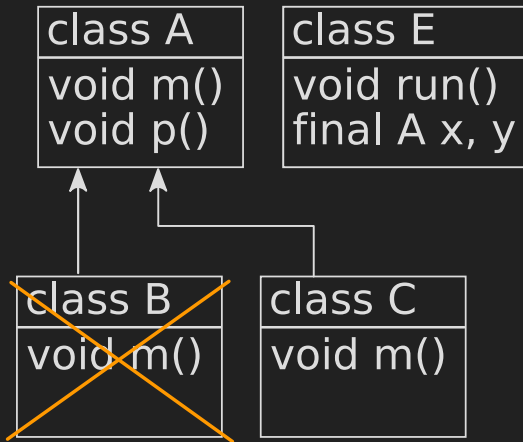 class A
void m()
void p()
class E
void run()
final A x, y
class B
void m()
class C
void m()